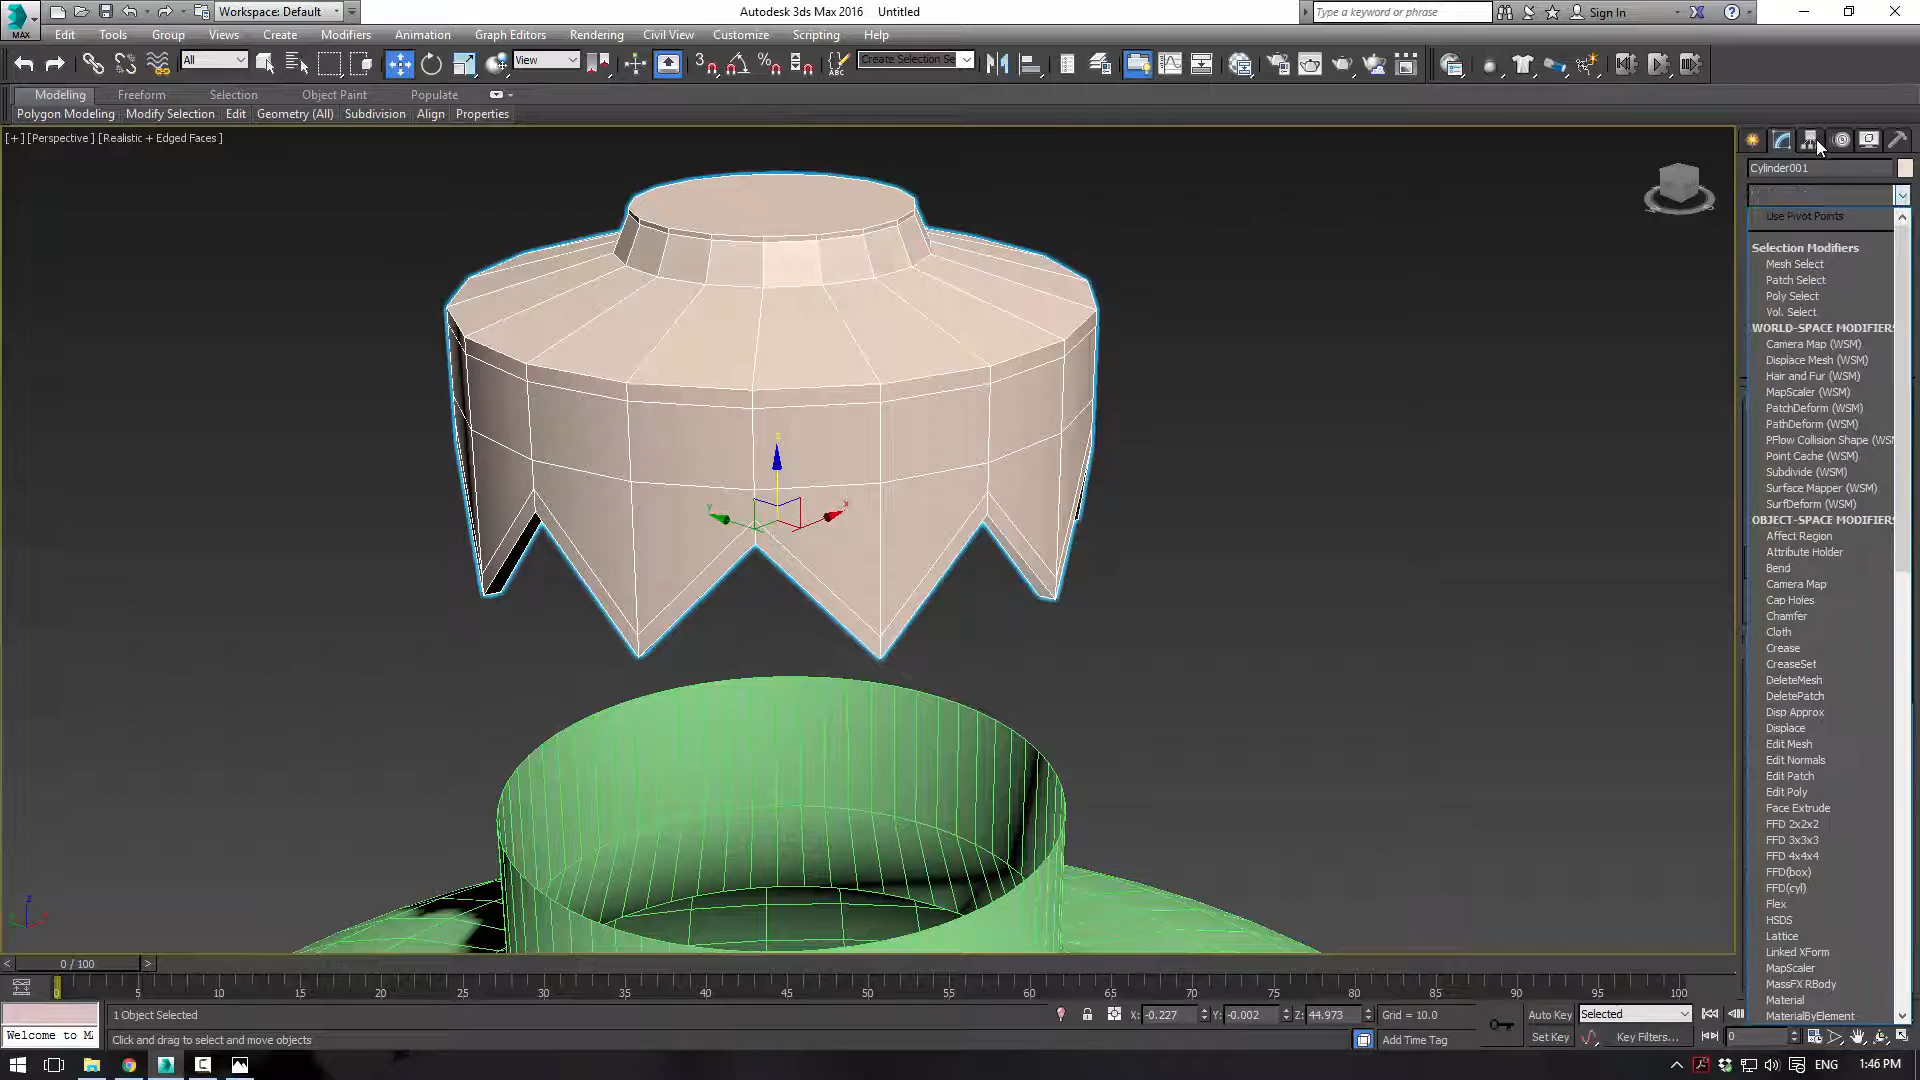 MAX
Workspace: Default
Autodesk 3ds Max 2016 Untitled
Type a keyword or phrase
Sign In
Edit Tools Group Views Create Modifiers Animation Graph Editors Rendering Civil View Customize Scripting Help
All
View
3
ABC
Create Selection Se
Modeling Freeform Selection Object Paint Populate
Polygon Modeling Modify Selection Edit Geometry (All) Subdivision Align Properties
[+] [Perspective ] [Realistic + Edged Faces ]
Cylinder001
Use Pivot Points
Selection Modifiers
Mesh Select
Patch Select
Poly Select
Vol. Select
WORLD-SPACE MODIFIERS
Camera Map (WSM)
Displace Mesh (WSM)
Hair and Fur (WSM)
MapScaler (WSM)
PatchDeform (WSM)
PathDeform (WSM)
PFlow Collision Shape (WSM
Point Cache (WSM)
Subdivide (WSM)
Surface Mapper (WSM)
SurfDeform (WSM)
OBJECT-SPACE MODIFIERS
Affect Region
Attribute Holder
Bend
Camera Map
Cap Holes
Chamfer
Cloth
Crease
CreaseSet
DeleteMesh
DeletePatch
Disp Approx
Displace
Edit Mesh
Edit Normals
Edit Patch
Edit Poly
Face Extrude
FFD 2x2x2
FFD 3x3x3
FFD 4x4x4
FFD(box)
FFD(cyl)
Flex
HSDS
Lattice
Linked XForm
MapScaler
MassFX RBody
Material
MaterialByElement
z
y
x
z
0 / 100
0 5 10 15 20 25 30 35 40 45 50 55 60 65 70 75 80 85 90 95 100
1 Object Selected
X: -0.227 Y: -0.002 Z: 44.973 Grid = 10.0
Auto Key Selected
Welcome to M
Click and drag to select and move objects
Add Time Tag
Set Key Key Filters... 0
ENG 1:46 PM